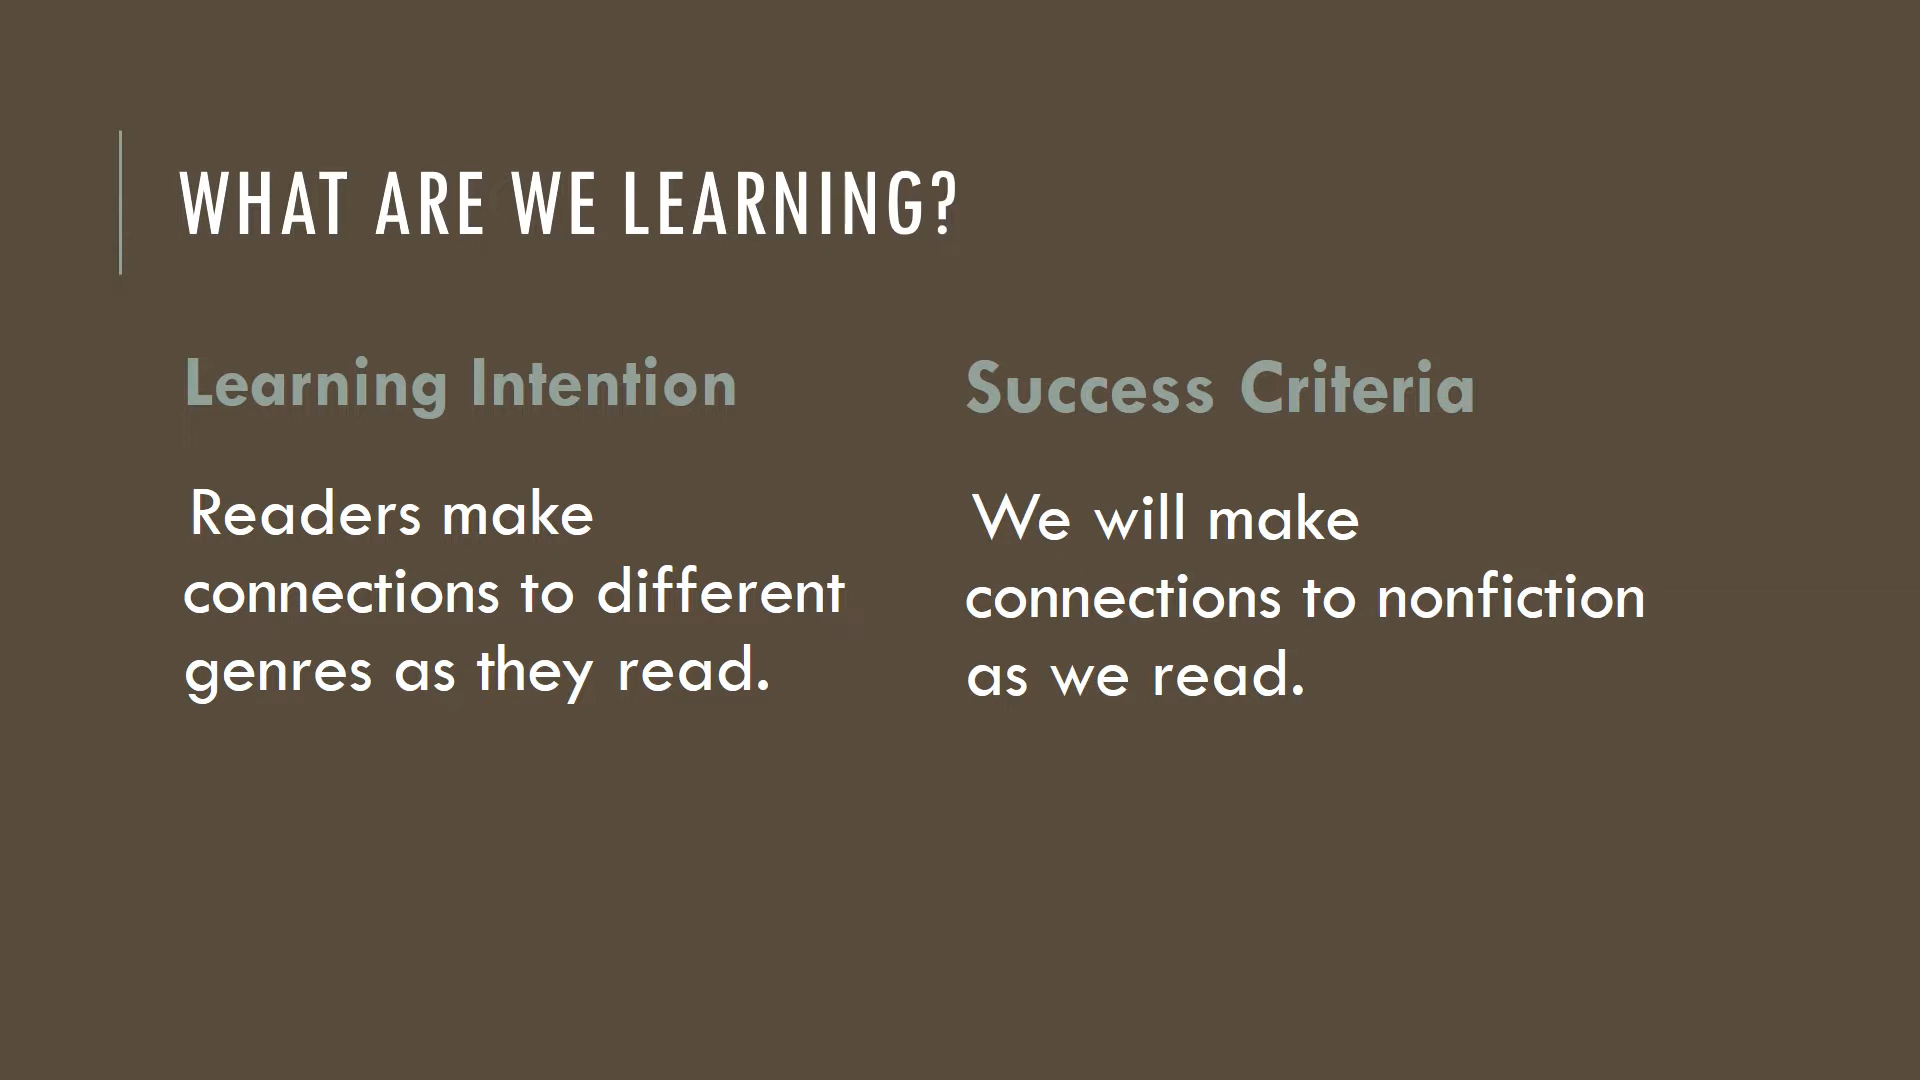 WHAT ARE WE LEARNING?
Learning Intention
Readers make
connections to different
genres as they read.
Success Criteria
We will make
connections to nonfiction
as we read.